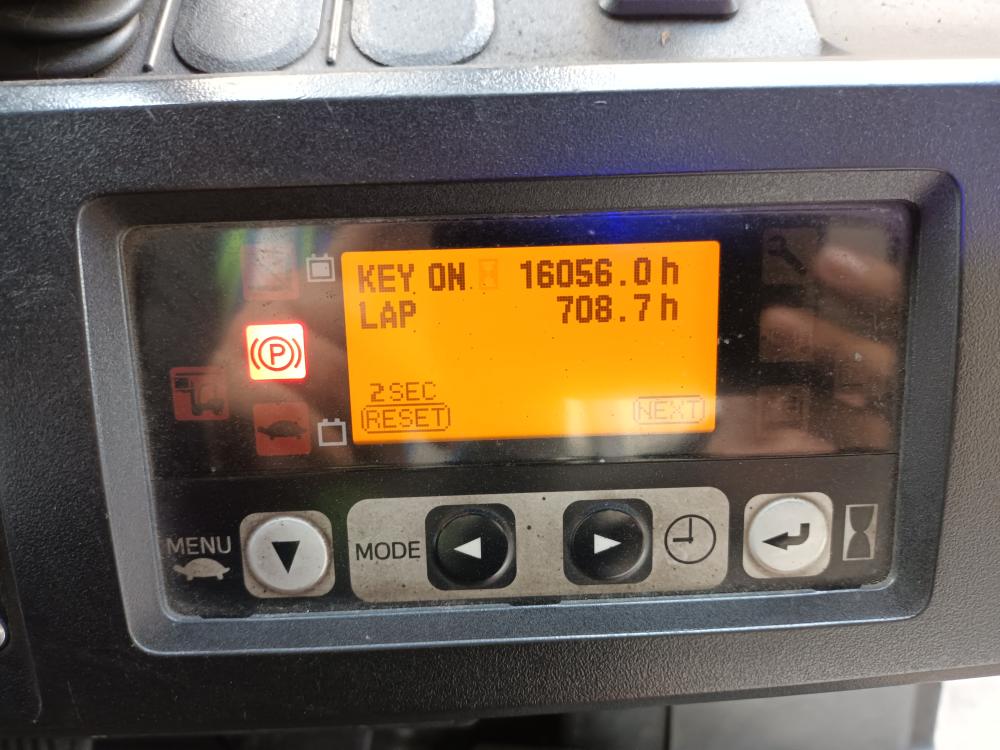 KEY ON 16056.0h
LAP 708.7h
(P)
2SEC
RESET NEXT
MENU MODE